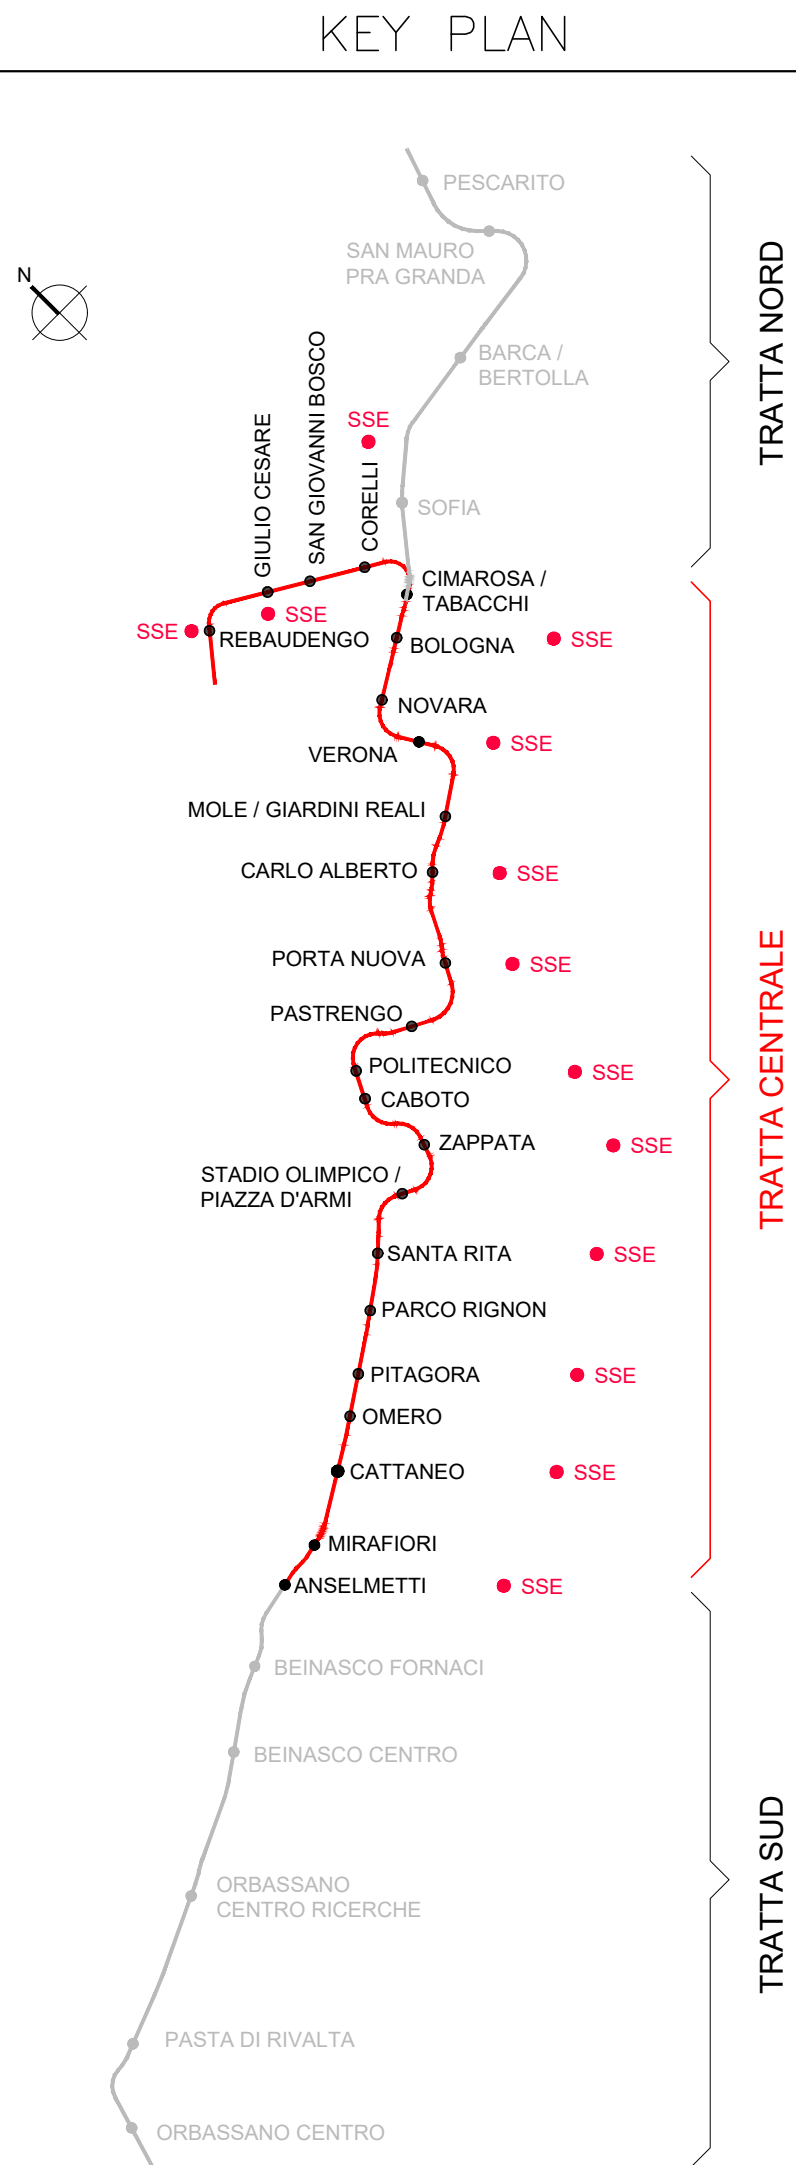 KEY PLAN
PESCARITO
SAN MAURO
PRA GRANDA
N
BARCA /
BERTOLLA
TRATTA NORD
SSE
GIULIO CESARE
SAN GIOVANNI BOSCO
CORELLI
SOFIA
CIMAROSA /
TABACCHI
SSE
SSE
REBAUDENGO
BOLOGNA
SSE
NOVARA
VERONA
SSE
MOLE / GIARDINI REALI
CARLO ALBERTO
SSE
PORTA NUOVA
SSE
PASTRENGO
POLITECNICO
SSE
CABOTO
TRATTA CENTRALE
ZAPPATA
SSE
STADIO OLIMPICO /
PIAZZA D'ARMI
SANTA RITA
SSE
PARCO RIGNON
PITAGORA
SSE
OMERO
CATTANEO
SSE
MIRAFIORI
ANSELMETTI
SSE
BEINASCO FORNACI
BEINASCO CENTRO
ORBASSANO
CENTRO RICERCHE
TRATTA SUD
PASTA DI RIVALTA
ORBASSANO CENTRO